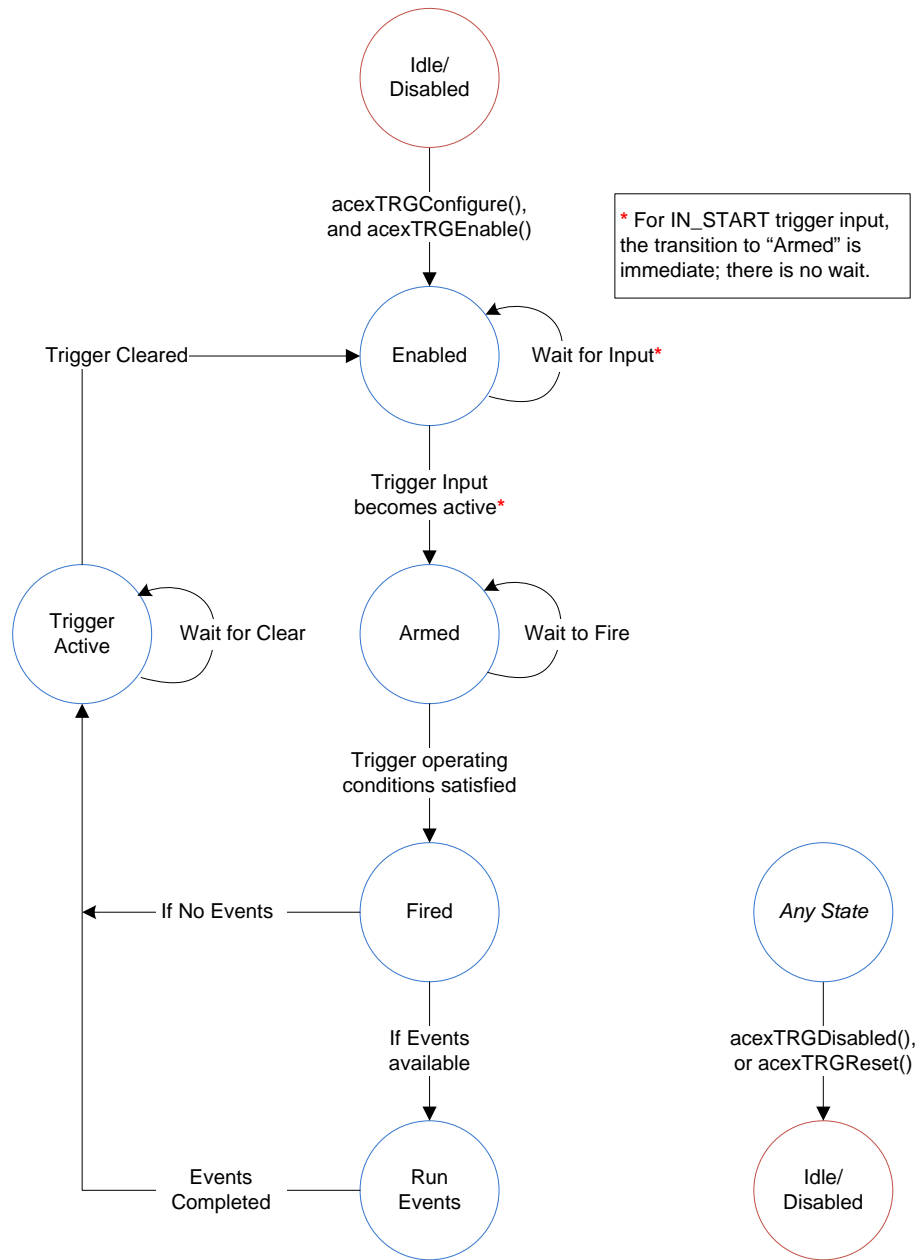 Idle/
Disabled
acexTRGConfigure(),
and acexTRGEnable()
* For IN_START trigger input,
the transition to “Armed” is
immediate; there is no wait.
Trigger Cleared
Enabled
Wait for Input*
Trigger Input
becomes active*
Trigger
Active
Wait for Clear
Armed
Wait to Fire
Trigger operating
conditions satisfied
If No Events
Fired
Any State
If Events
available
acexTRGDisabled(),
or acexTRGReset()
Events
Completed
Run
Events
Idle/
Disabled